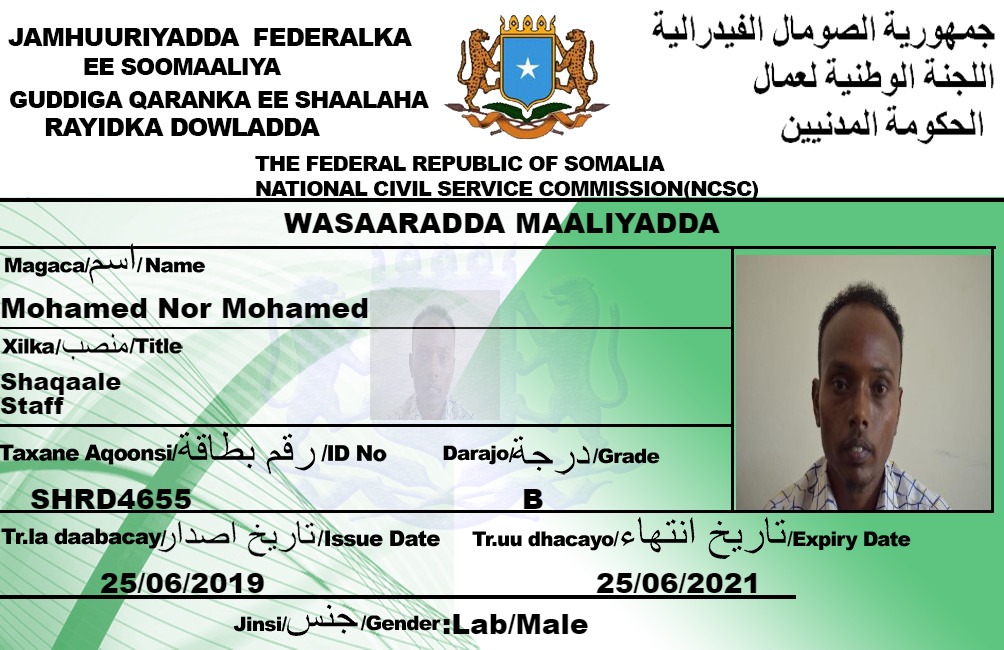 JAMHUURIYADDA FEDERALKA
EE SOOMAALIYA
GUDDIGA QARANKA EE SHAALAHA
RAYIDKA DOWLADDA
جمهورية الصومال الفيدرالية
اللجنة الوطنية لعمال
الحكومة المدنيين
THE FEDERAL REPUBLIC OF SOMALIA
NATIONAL CIVIL SERVICE COMMISSION(NCSC)
WASAARADDA MAALIYADDA
Magaca/اسم/Name
Mohamed Nor Mohamed
Xilka/منصب/Title
Shaqaale
Staff
Taxane Aqoonsi/رقم بطاقة/ID No
Darajo/درجة/Grade
SHRD4655
B
Tr.la daabacay/تاريخ اصدار/Issue Date
Tr.uu dhacayo/تاريخ انتهاء/Expiry Date
25/06/2019
25/06/2021
Jinsi/جنس/Gender:Lab/Male